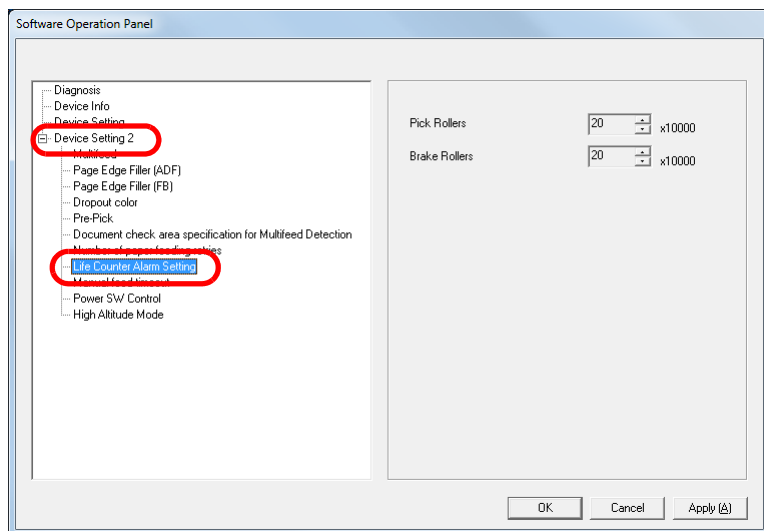 Software Operation Panel
Diagnosis
Device Info
Device Setting
Device Setting 2
Multifeed
Page Edge Filler (ADF)
Page Edge Filler (FB)
Dropout color
Pre-Pick
Document check area specification for Multifeed Detection
Number of paper feeding retries
Life Counter Alarm Setting
Manual feed timeout
Power SW Control
High Altitude Mode
Pick Rollers 20 x10000
Brake Rollers 20 x10000
OK Cancel Apply (A)